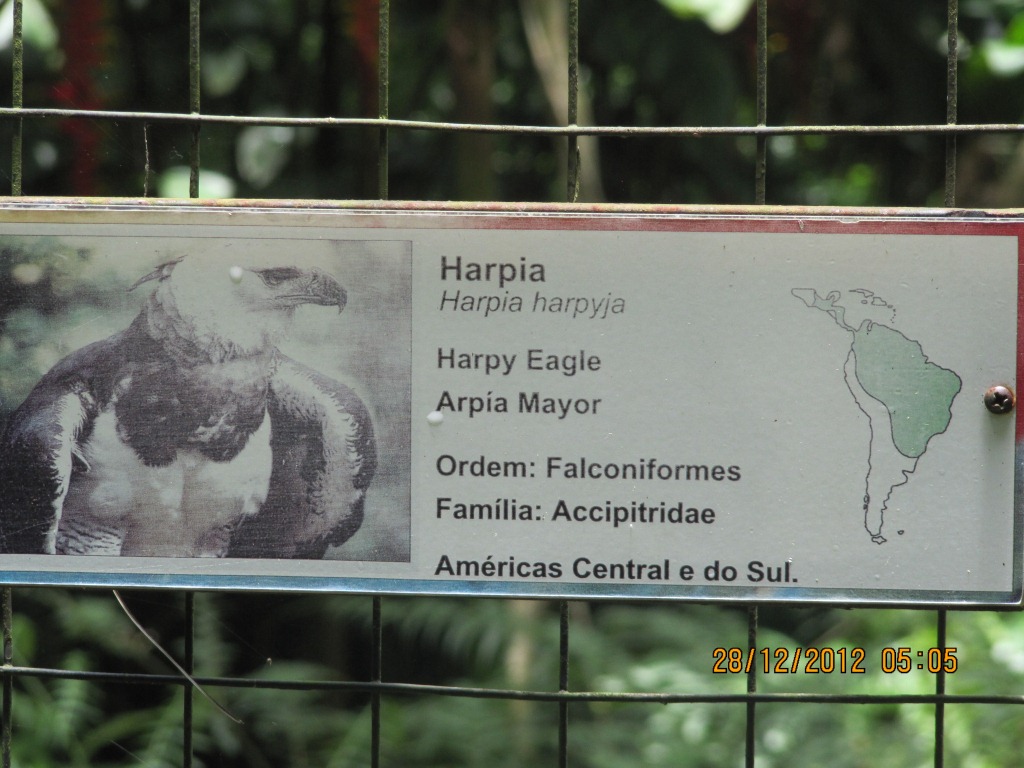 Harpia
Harpia harpyja
Harpy Eagle
Arpía Mayor
Ordem: Falconiformes
Família: Accipitridae
Américas Central e do Sul.
28/12/2012 05:05